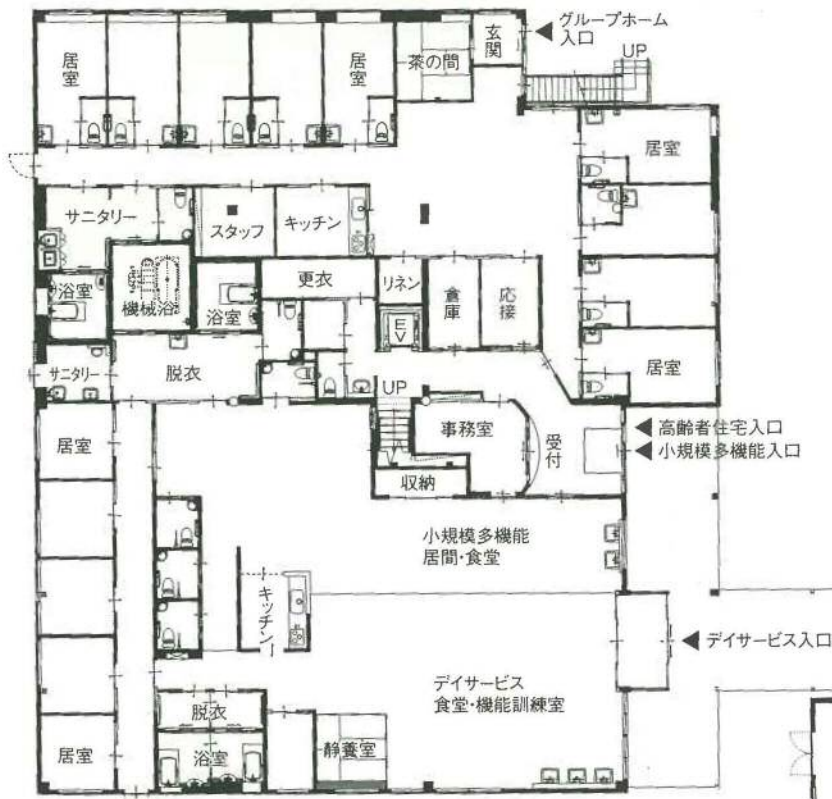 グループホーム
入口
玄関
UP
茶の間
居室
居室
居室
サニタリー
スタッフ
キッチン
浴室
機械浴
浴室
更衣
リネン
倉庫
応接
EV
居室
サニタリー
脱衣
UP
事務室
受付
高齢者住宅入口
小規模多機能入口
居室
収納
小規模多機能
居間・食堂
キッチン
デイサービス入口
デイサービス
食堂・機能訓練室
脱衣
居室
浴室
静養室